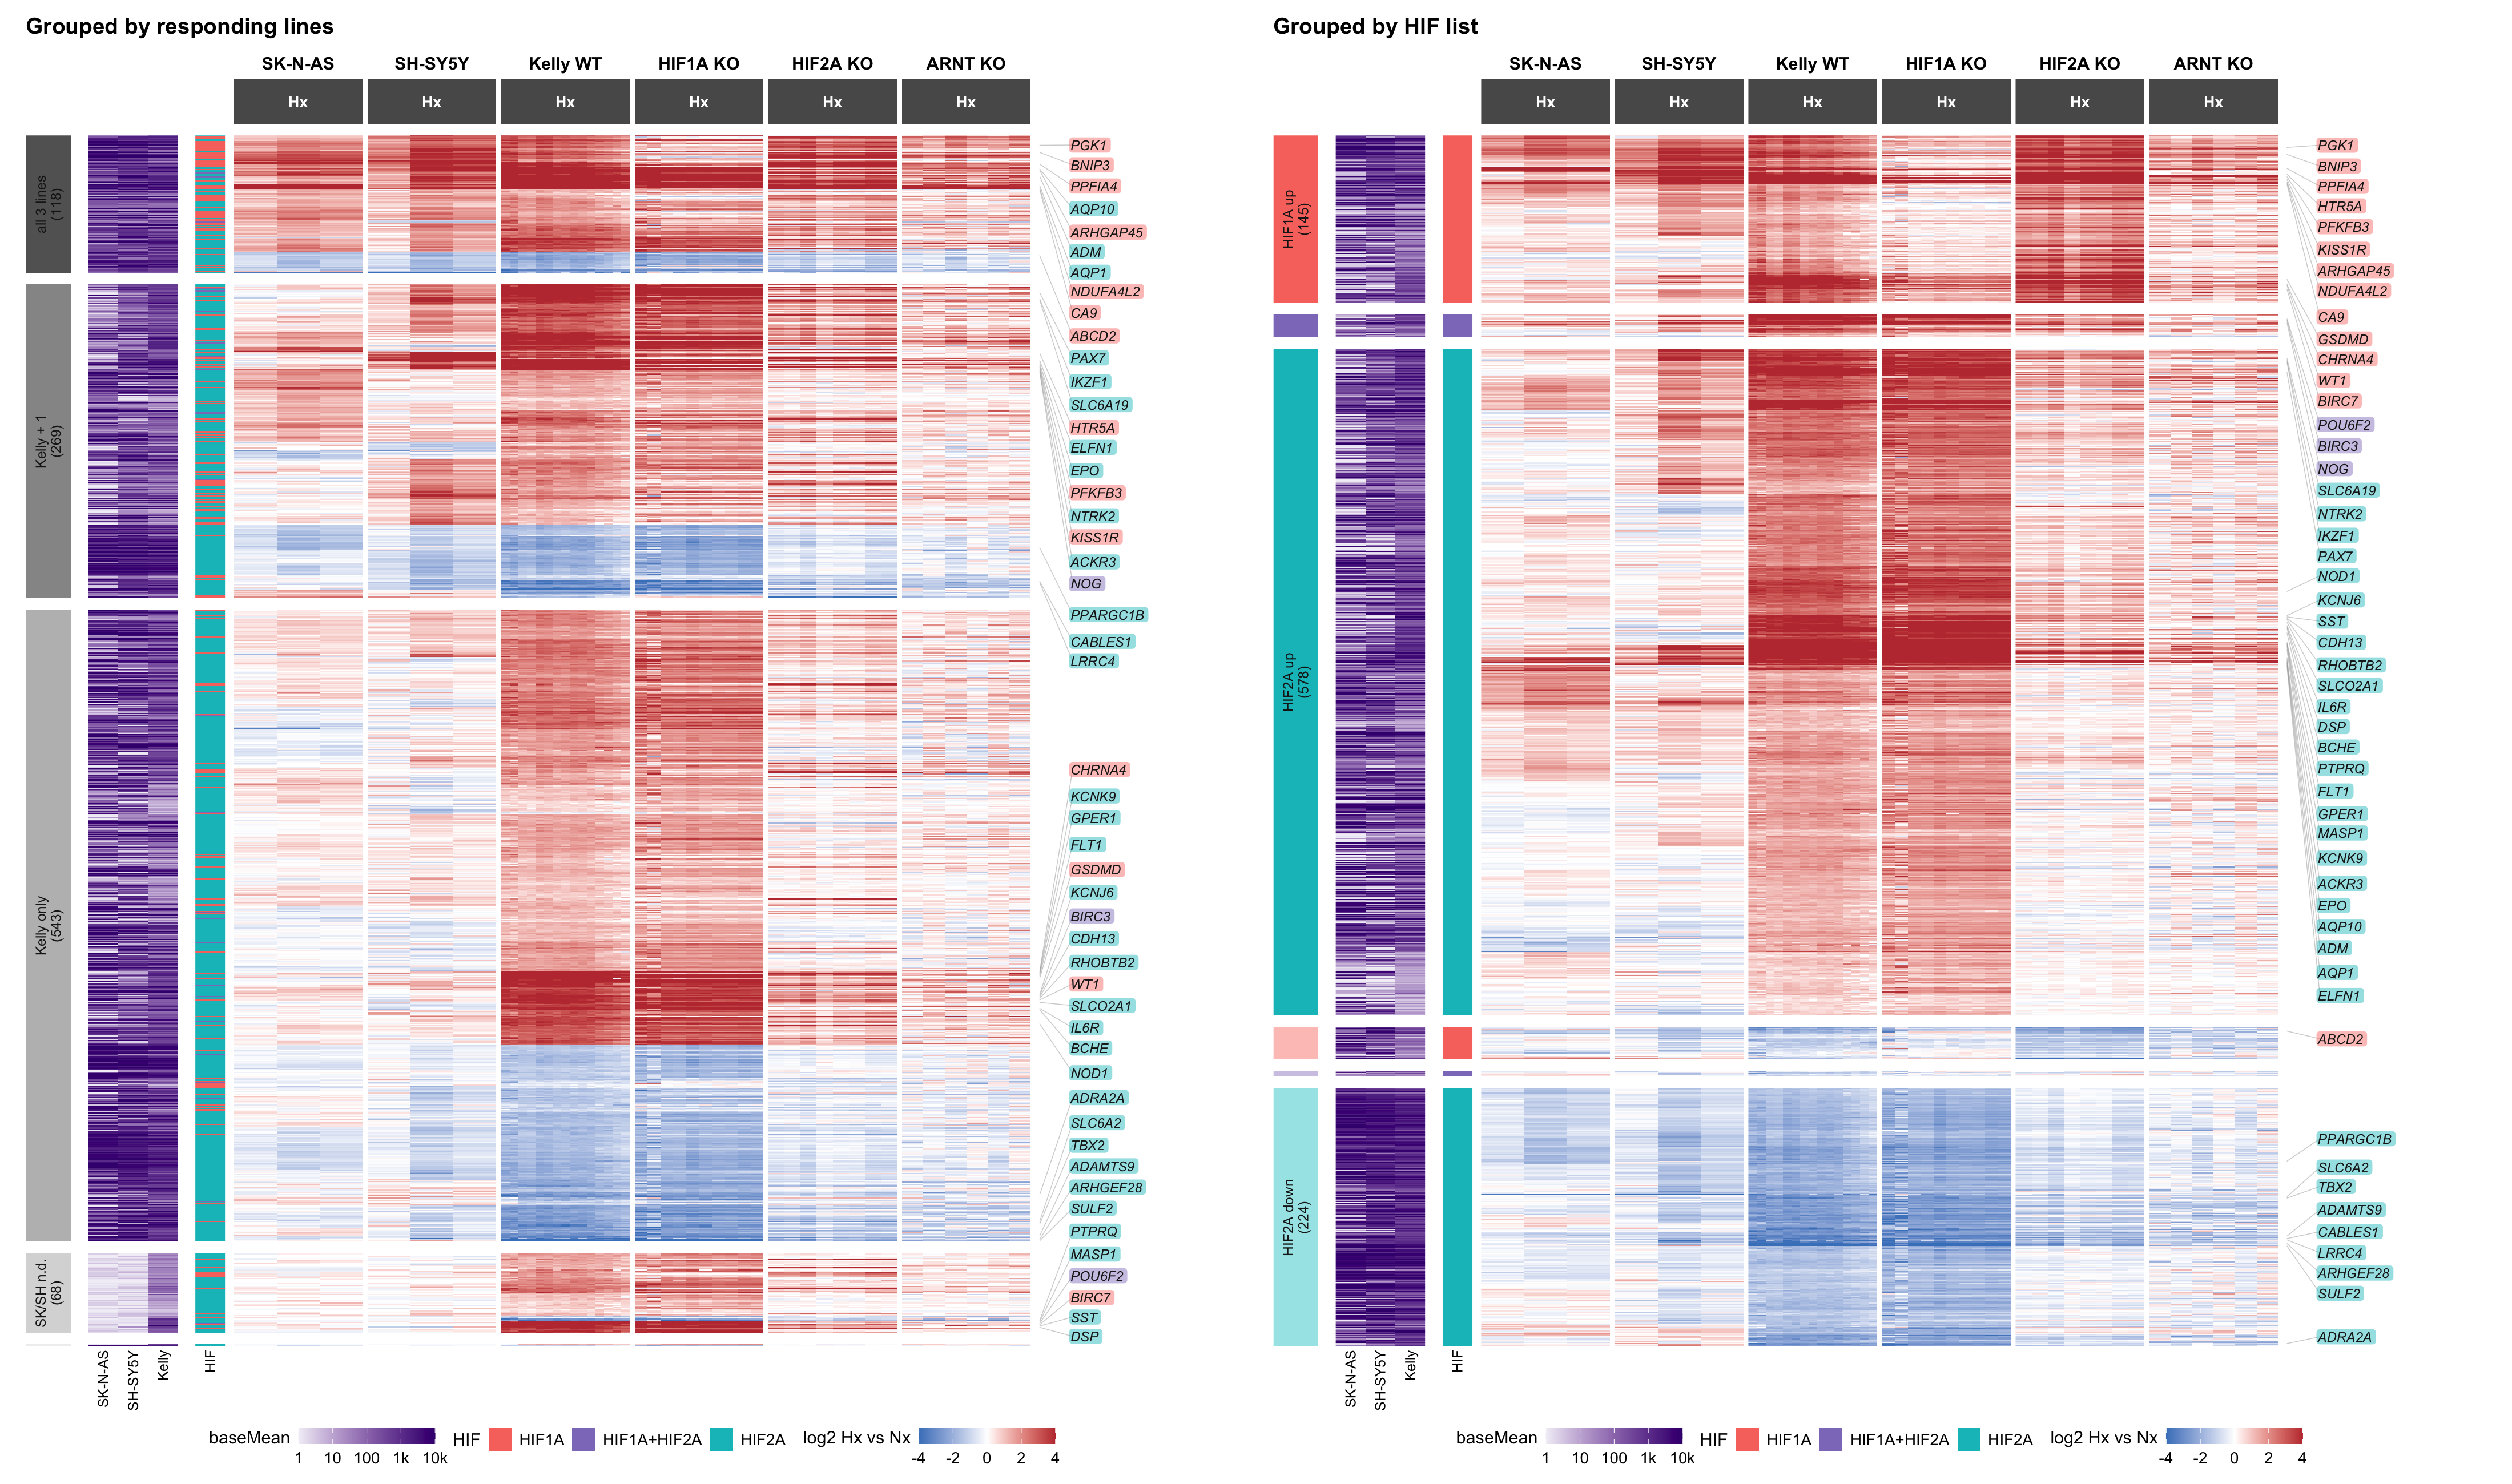 Grouped by responding lines
SK-N-AS SH-SY5Y Kelly WT HIF1A KO HIF2A KO ARNT KO
Hx Hx Hx Hx Hx Hx
all 3 lines
(118)
Kelly + 1
(269)
Kelly only
(543)
SK/SH n.d.
(68)
PGK1
BNIP3
PPFIA4
AQP10
ARHGAP45
ADM
AQP1
NDUFA4L2
CA9
ABCD2
PAX7
IKZF1
SLC6A19
HTR5A
ELFN1
EPO
PFKFB3
NTRK2
KISS1R
ACKR3
NOG
PPARGC1B
CABLES1
LRRC4
CHRNA4
KCNK9
GPER1
FLT1
GSDMD
KCNJ6
BIRC3
CDH13
RHOBTB2
WT1
SLCO2A1
IL6R
BCHE
NOD1
ADRA2A
SLC6A2
TBX2
ADAMTS9
ARHGEF28
SULF2
PTPRQ
MASP1
POU6F2
BIRC7
SST
DSP
SK-N-AS
SH-SY5Y
Kelly
HIF
baseMean 1 10 100 1k 10k
HIF HIF1A HIF1A+HIF2A HIF2A
log2 Hx vs Nx -4 -2 0 2 4
Grouped by HIF list
SK-N-AS SH-SY5Y Kelly WT HIF1A KO HIF2A KO ARNT KO
Hx Hx Hx Hx Hx Hx
HIF1A up
(145)
HIF2A up
(578)
HIF2A down
(224)
PGK1
BNIP3
PPFIA4
HTR5A
PFKFB3
KISS1R
ARHGAP45
NDUFA4L2
CA9
GSDMD
CHRNA4
WT1
BIRC7
POU6F2
BIRC3
NOG
SLC6A19
NTRK2
IKZF1
PAX7
NOD1
KCNJ6
SST
CDH13
RHOBTB2
SLCO2A1
IL6R
DSP
BCHE
PTPRQ
FLT1
GPER1
MASP1
KCNK9
ACKR3
EPO
AQP10
ADM
AQP1
ELFN1
ABCD2
PPARGC1B
SLC6A2
TBX2
ADAMTS9
CABLES1
LRRC4
ARHGEF28
SULF2
ADRA2A
SK-N-AS
SH-SY5Y
Kelly
HIF
baseMean 1 10 100 1k 10k
HIF HIF1A HIF1A+HIF2A HIF2A
log2 Hx vs Nx -4 -2 0 2 4